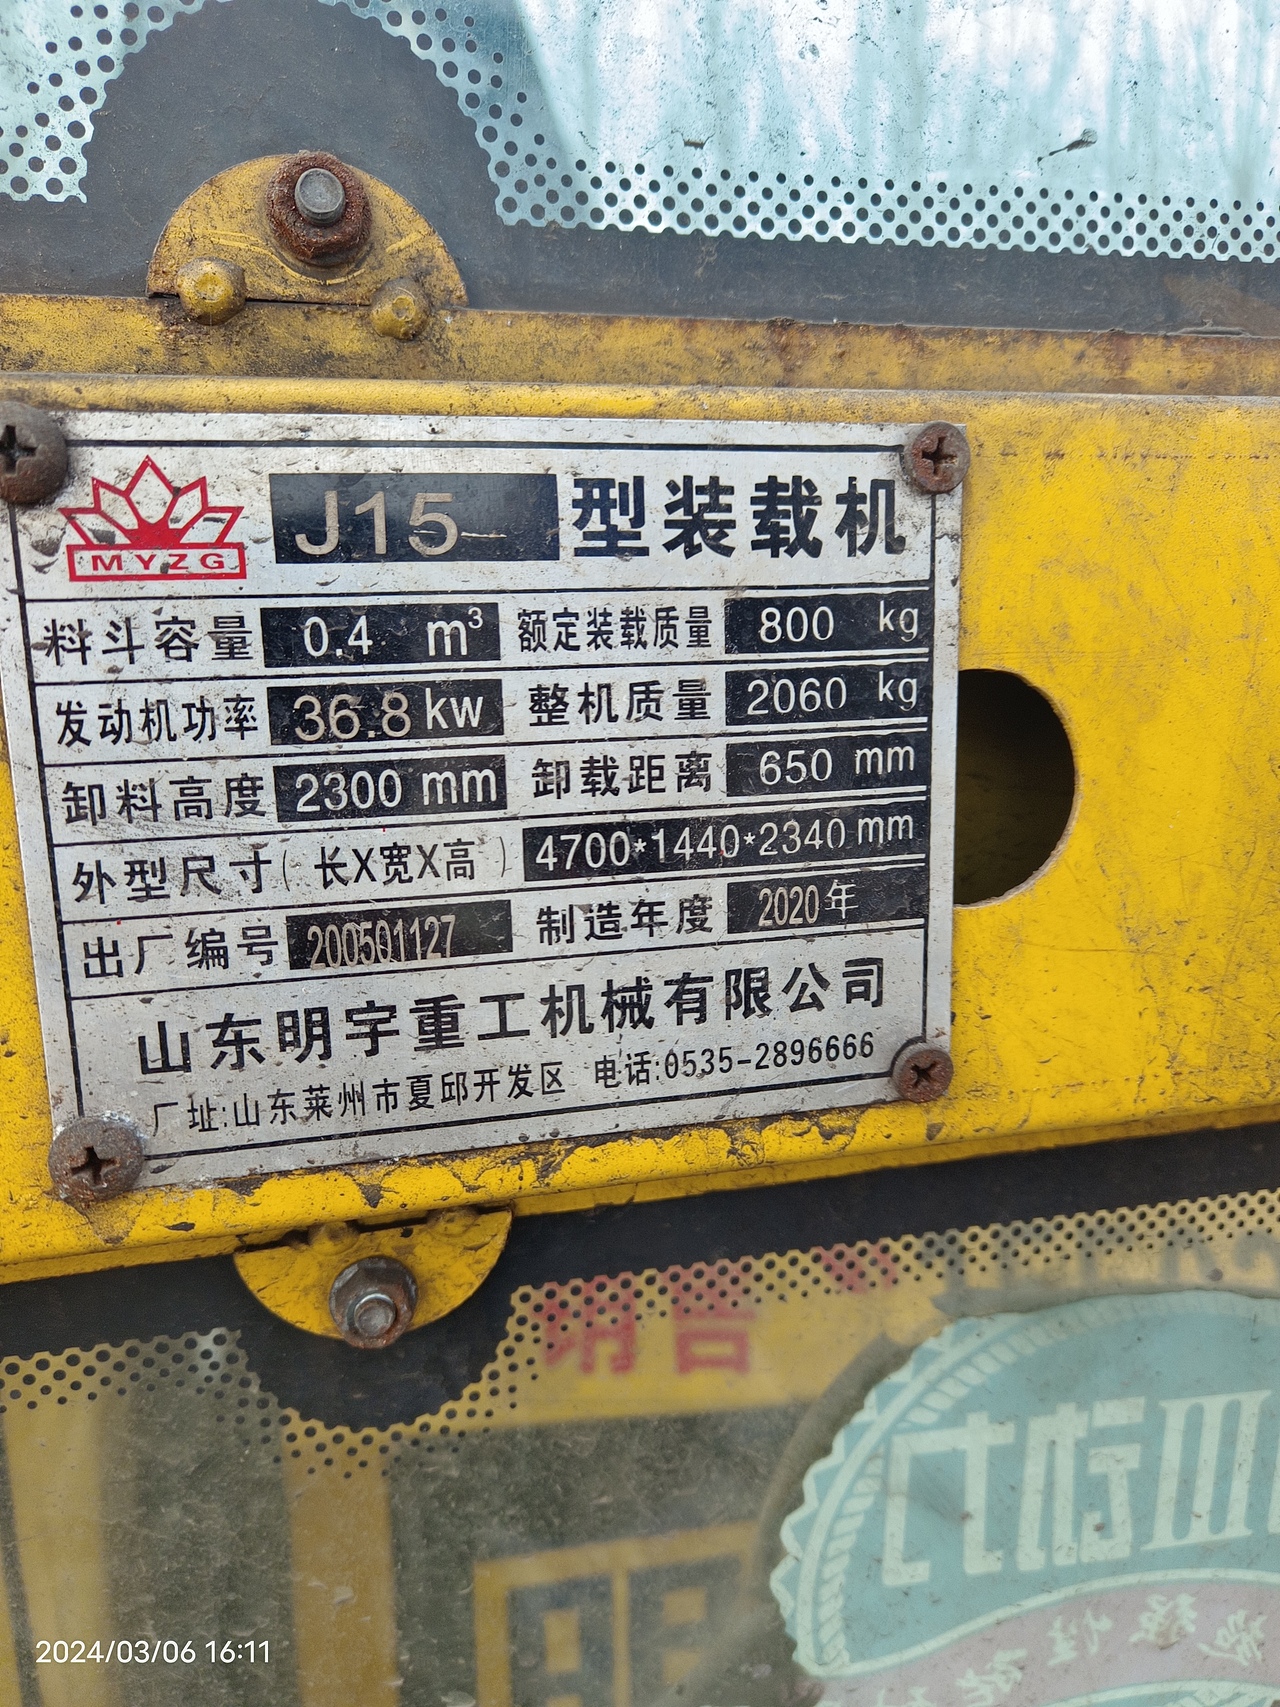 MYZG
J15 型装载机
料斗容量 0.4 m³ 额定装载质量 800 kg
发动机功率 36.8 kw 整机质量 2060 kg
卸料高度 2300 mm 卸载距离 650 mm
外型尺寸(长X宽X高) 4700*1440*2340 mm
出厂编号 200501127 制造年度 2020年
山东明宇重工机械有限公司
厂址:山东莱州市夏邱开发区 电话:0535-2896666
销售
2024/03/06 16:11